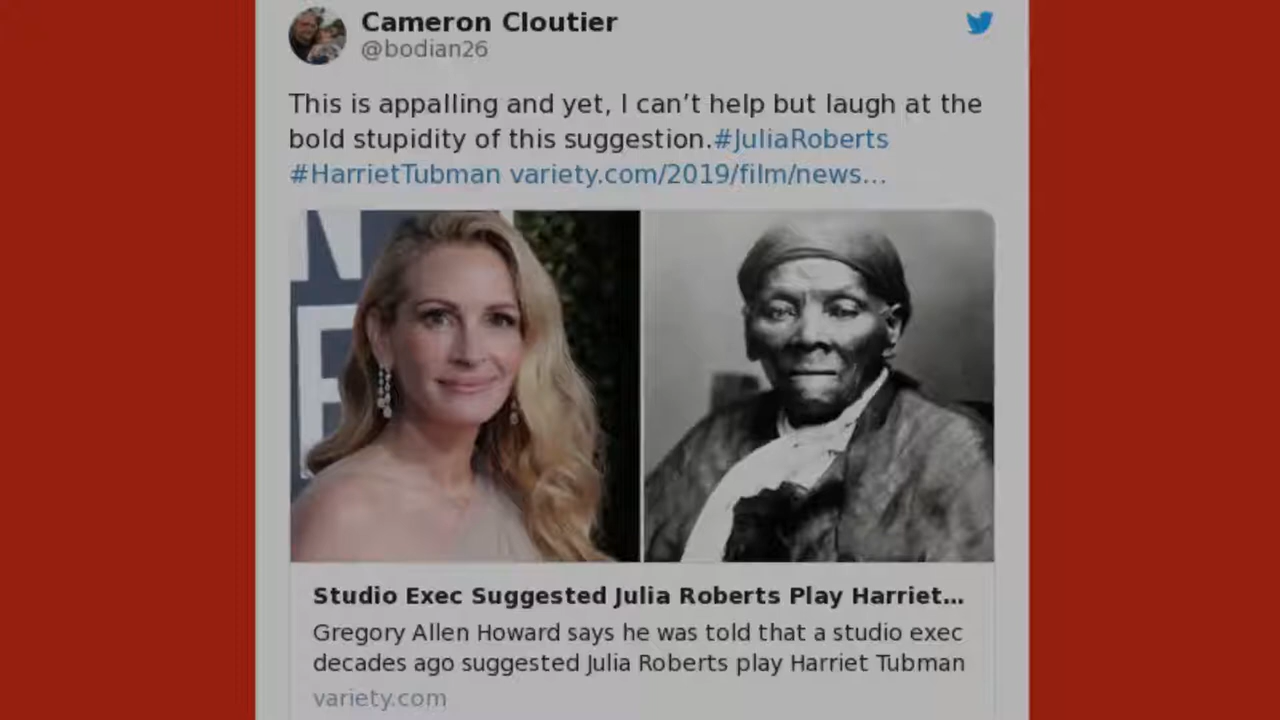 Cameron Cloutier
@bodian26
This is appalling and yet, I can’t help but laugh at the
bold stupidity of this suggestion.#JuliaRoberts
#HarrietTubman variety.com/2019/film/news…
Studio Exec Suggested Julia Roberts Play Harriet…
Gregory Allen Howard says he was told that a studio exec
decades ago suggested Julia Roberts play Harriet Tubman
variety.com